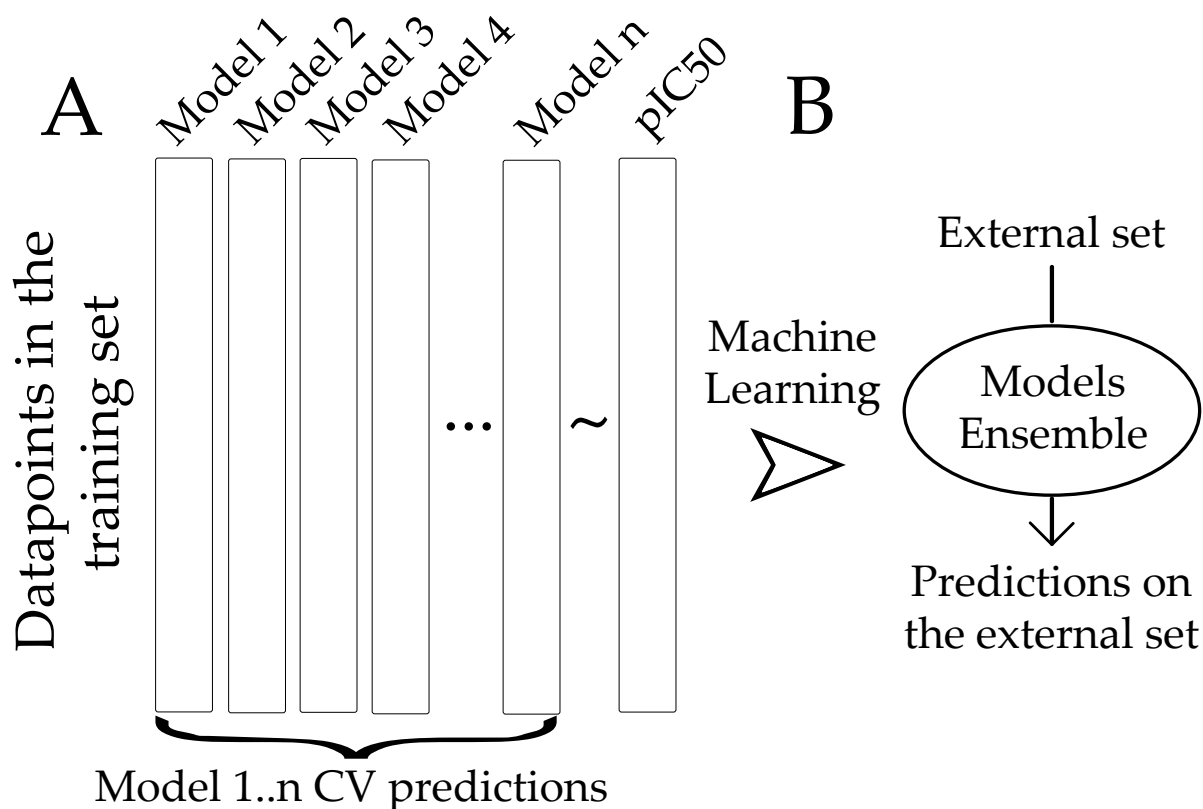 A
Model 1
Model 2
Model 3
Model 4
Model n
pIC50
Datapoints in the
training set
...
~
Model 1..n CV predictions
Machine
Learning
B
External set
Models
Ensemble
Predictions on
the external set